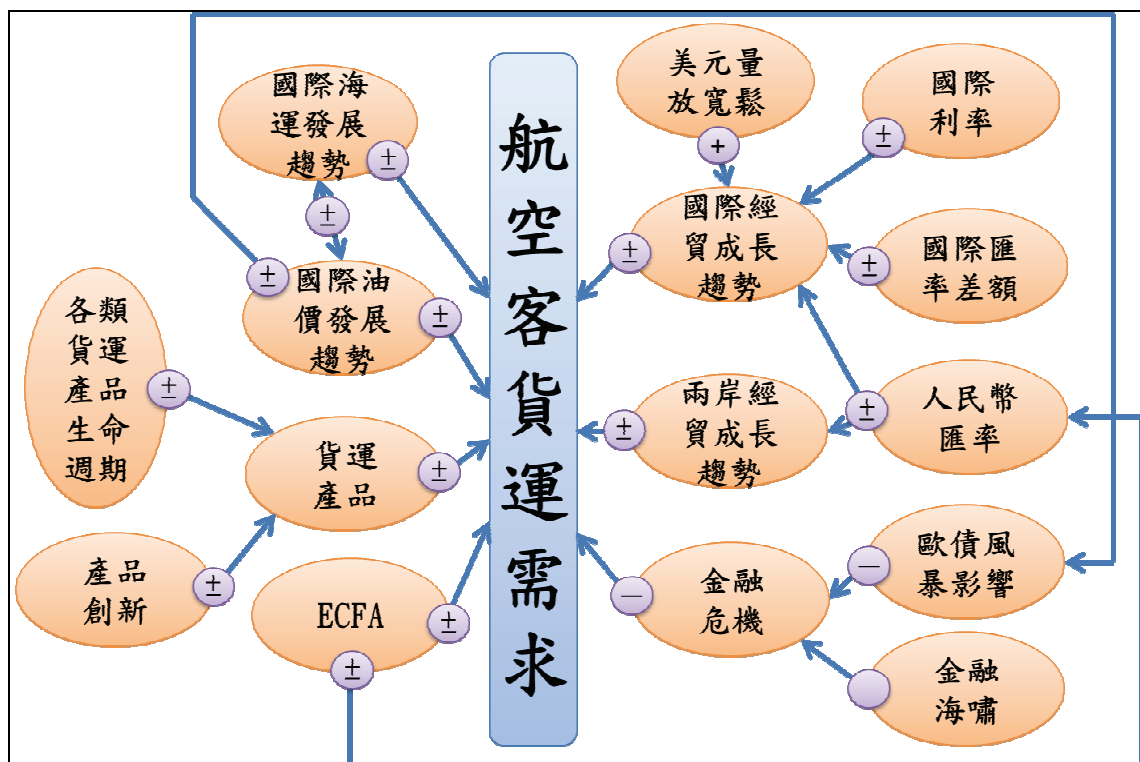 國際海
運發展
趨勢
±
±
國際油
價發展
趨勢
±
±
各類
貨運
產品
生命
週期
±
貨運
產品
±
產品
創新
±
ECFA
±
±
航空客貨運需求
美元量
放寬鬆
+
國際
利率
±
國際經
貿成長
趨勢
±
國際匯
率差額
±
兩岸經
貿成長
趨勢
±
人民幣
匯率
±
金融
危機
—
歐債風
暴影響
—
金融
海嘯